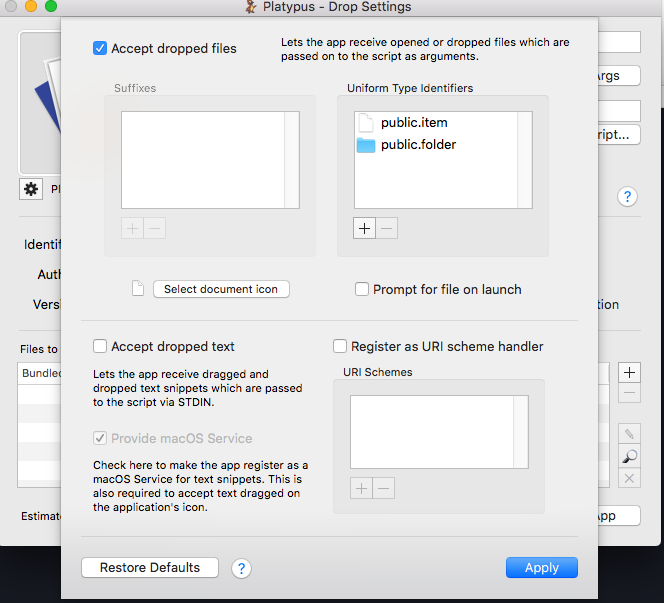 Platypus - Drop Settings
Accept dropped files
Lets the app receive opened or dropped files which are
passed on to the script as arguments.
Suffixes
Uniform Type Identifiers
public.item
public.folder
Args
ript...
Pl
?
+ −
+ −
Identif
Select document icon
Prompt for file on launch
Auth
Versi
tion
Accept dropped text
Register as URI scheme handler
Files to
URI Schemes
Bundled
Lets the app receive dragged and
dropped text snippets which are passed
to the script via STDIN.
Provide macOS Service
Check here to make the app register as a
macOS Service for text snippets. This is
also required to accept text dragged on
the application's icon.
+ −
Estimate
App
Restore Defaults
?
Apply